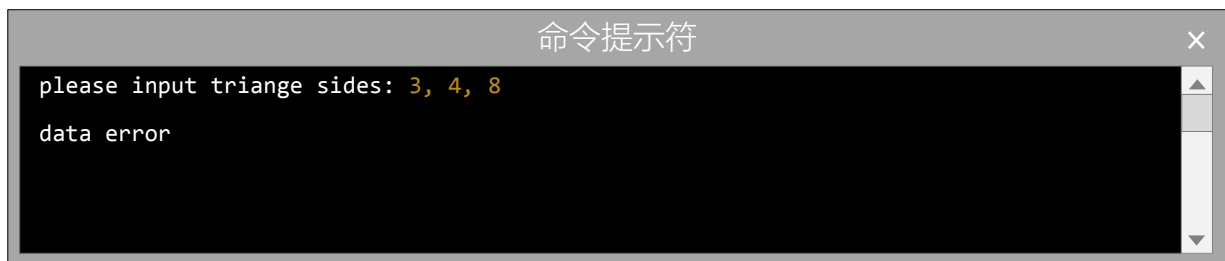 命令提示符
please input triange sides: 3, 4, 8
data error